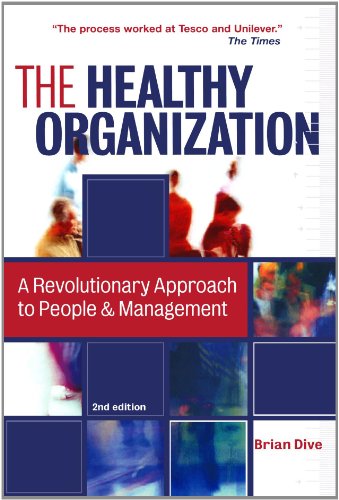 “The process worked at Tesco and Unilever.”
The Times
THE HEALTHY
ORGANIZATION
A Revolutionary Approach
to People & Management
2nd edition
Brian Dive